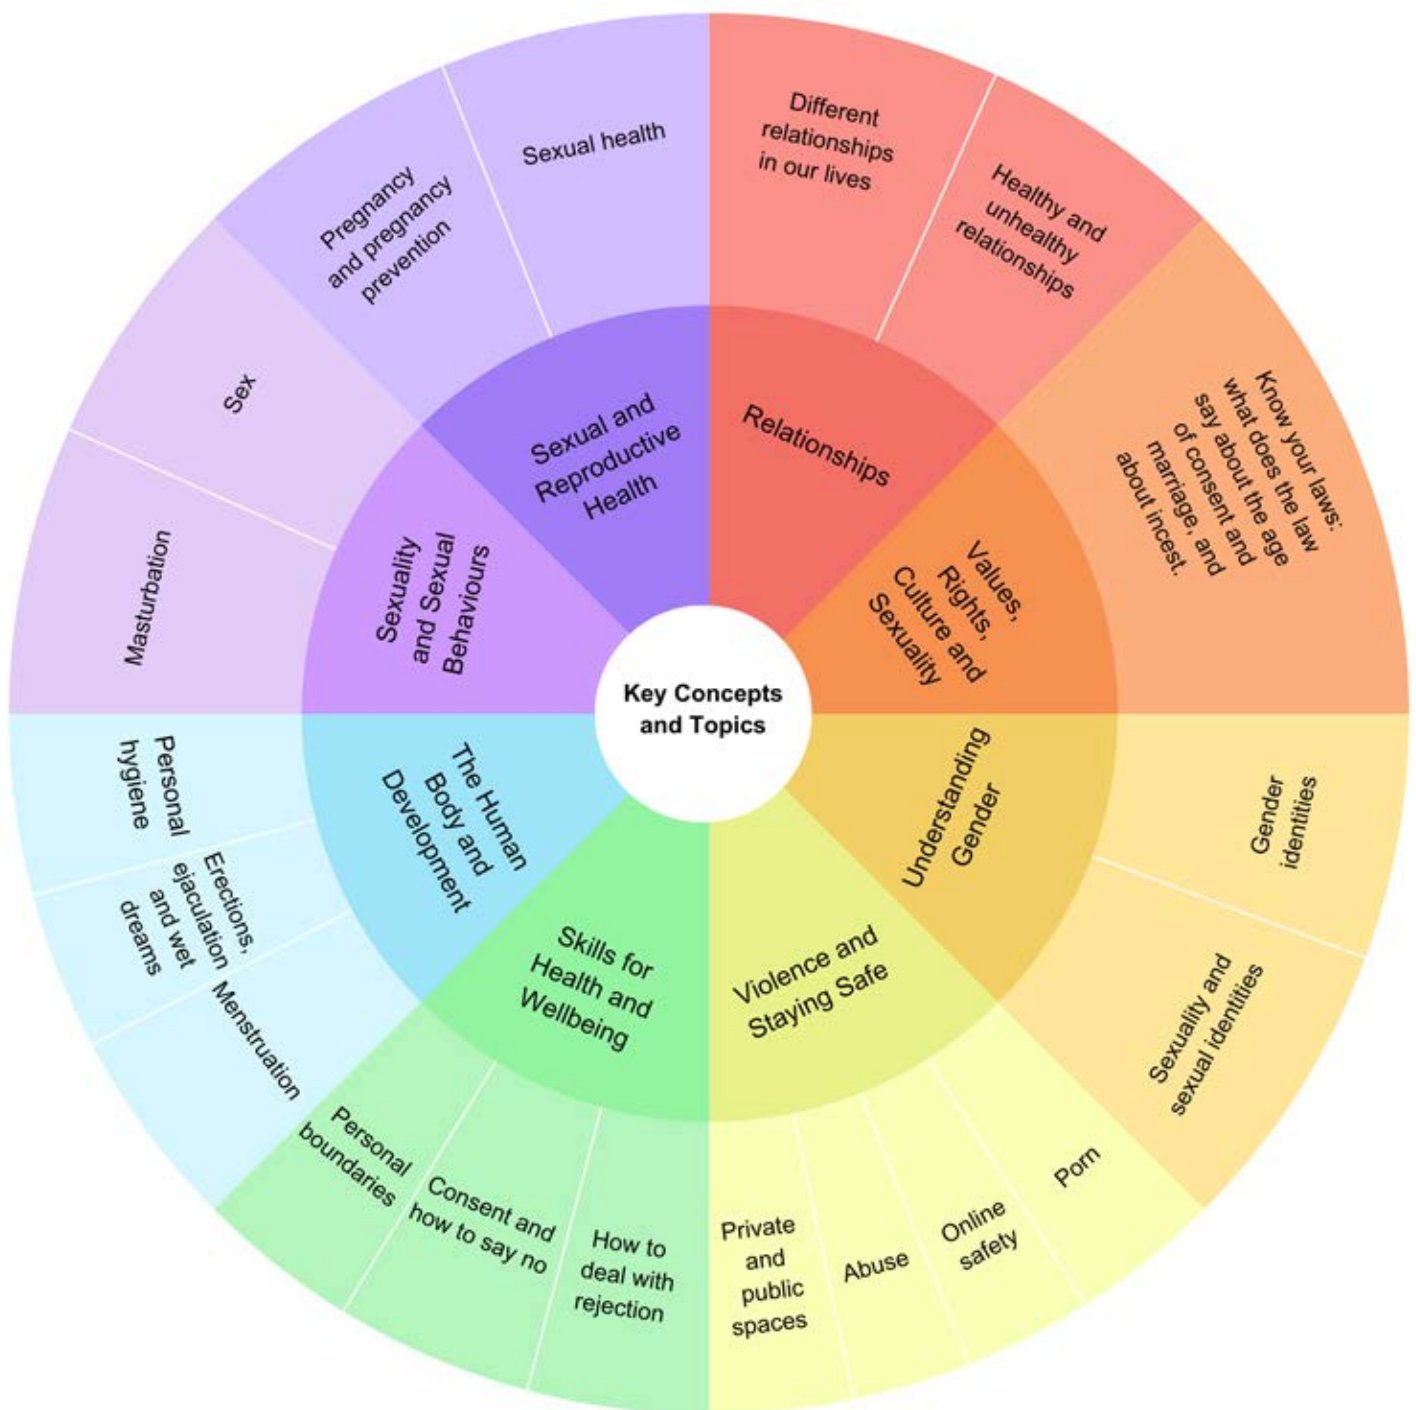 Key Concepts
and Topics
Relationships
Different
relationships
in our lives
Healthy and
unhealthy
relationships
Values,
Rights,
Culture and
Sexuality
Know your laws:
what does the law
say about the age
of consent and
marriage, and
about incest.
Understanding
Gender
Gender
identities
Sexuality and
sexual identities
Violence and
Staying Safe
Porn
Online
safety
Abuse
Private
and
public
spaces
Skills for
Health and
Wellbeing
How to
deal with
rejection
Consent and
how to say no
Personal
boundaries
The Human
Body and
Development
Menstruation
Erections,
ejaculation
and wet
dreams
Personal
hygiene
Sexuality
and Sexual
Behaviours
Masturbation
Sex
Sexual and
Reproductive
Health
Pregnancy
and pregnancy
prevention
Sexual health